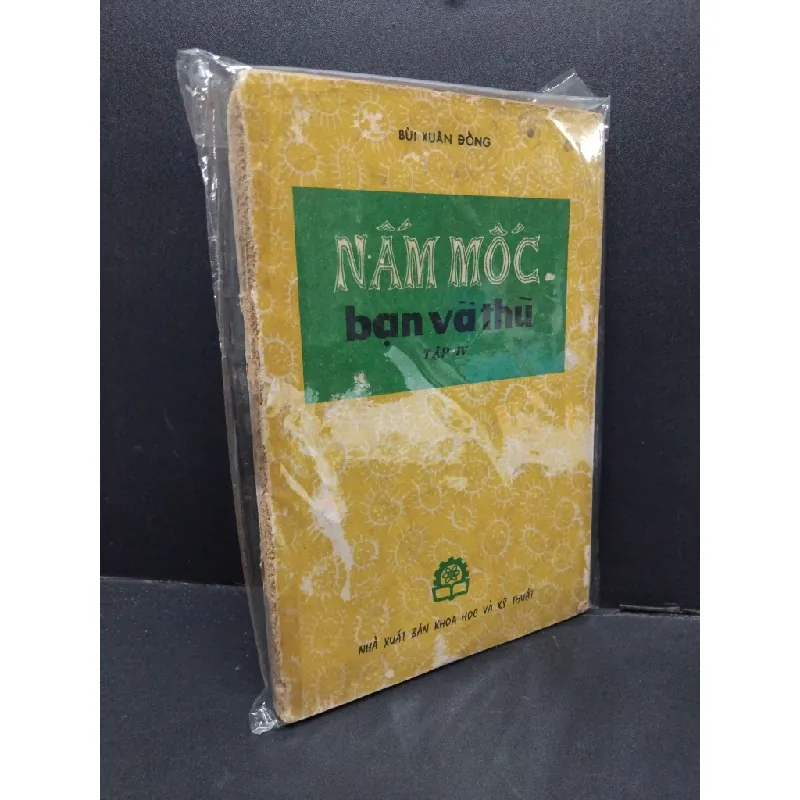 BÙI XUÂN ĐỒNG
NẤM MỐC
bạn và thù
TẬP IV
NHÀ XUẤT BẢN KHOA HỌC VÀ KỸ THUẬT